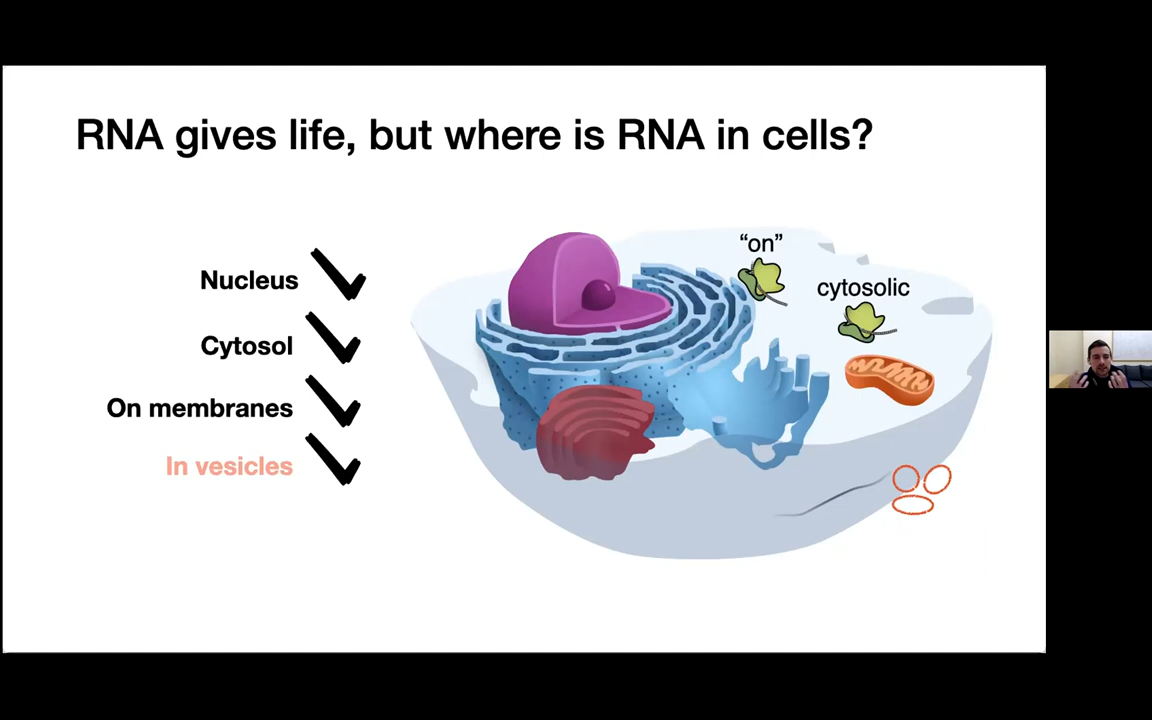 RNA gives life, but where is RNA in cells?
Nucleus
Cytosol
On membranes
In vesicles
“on”
cytosolic